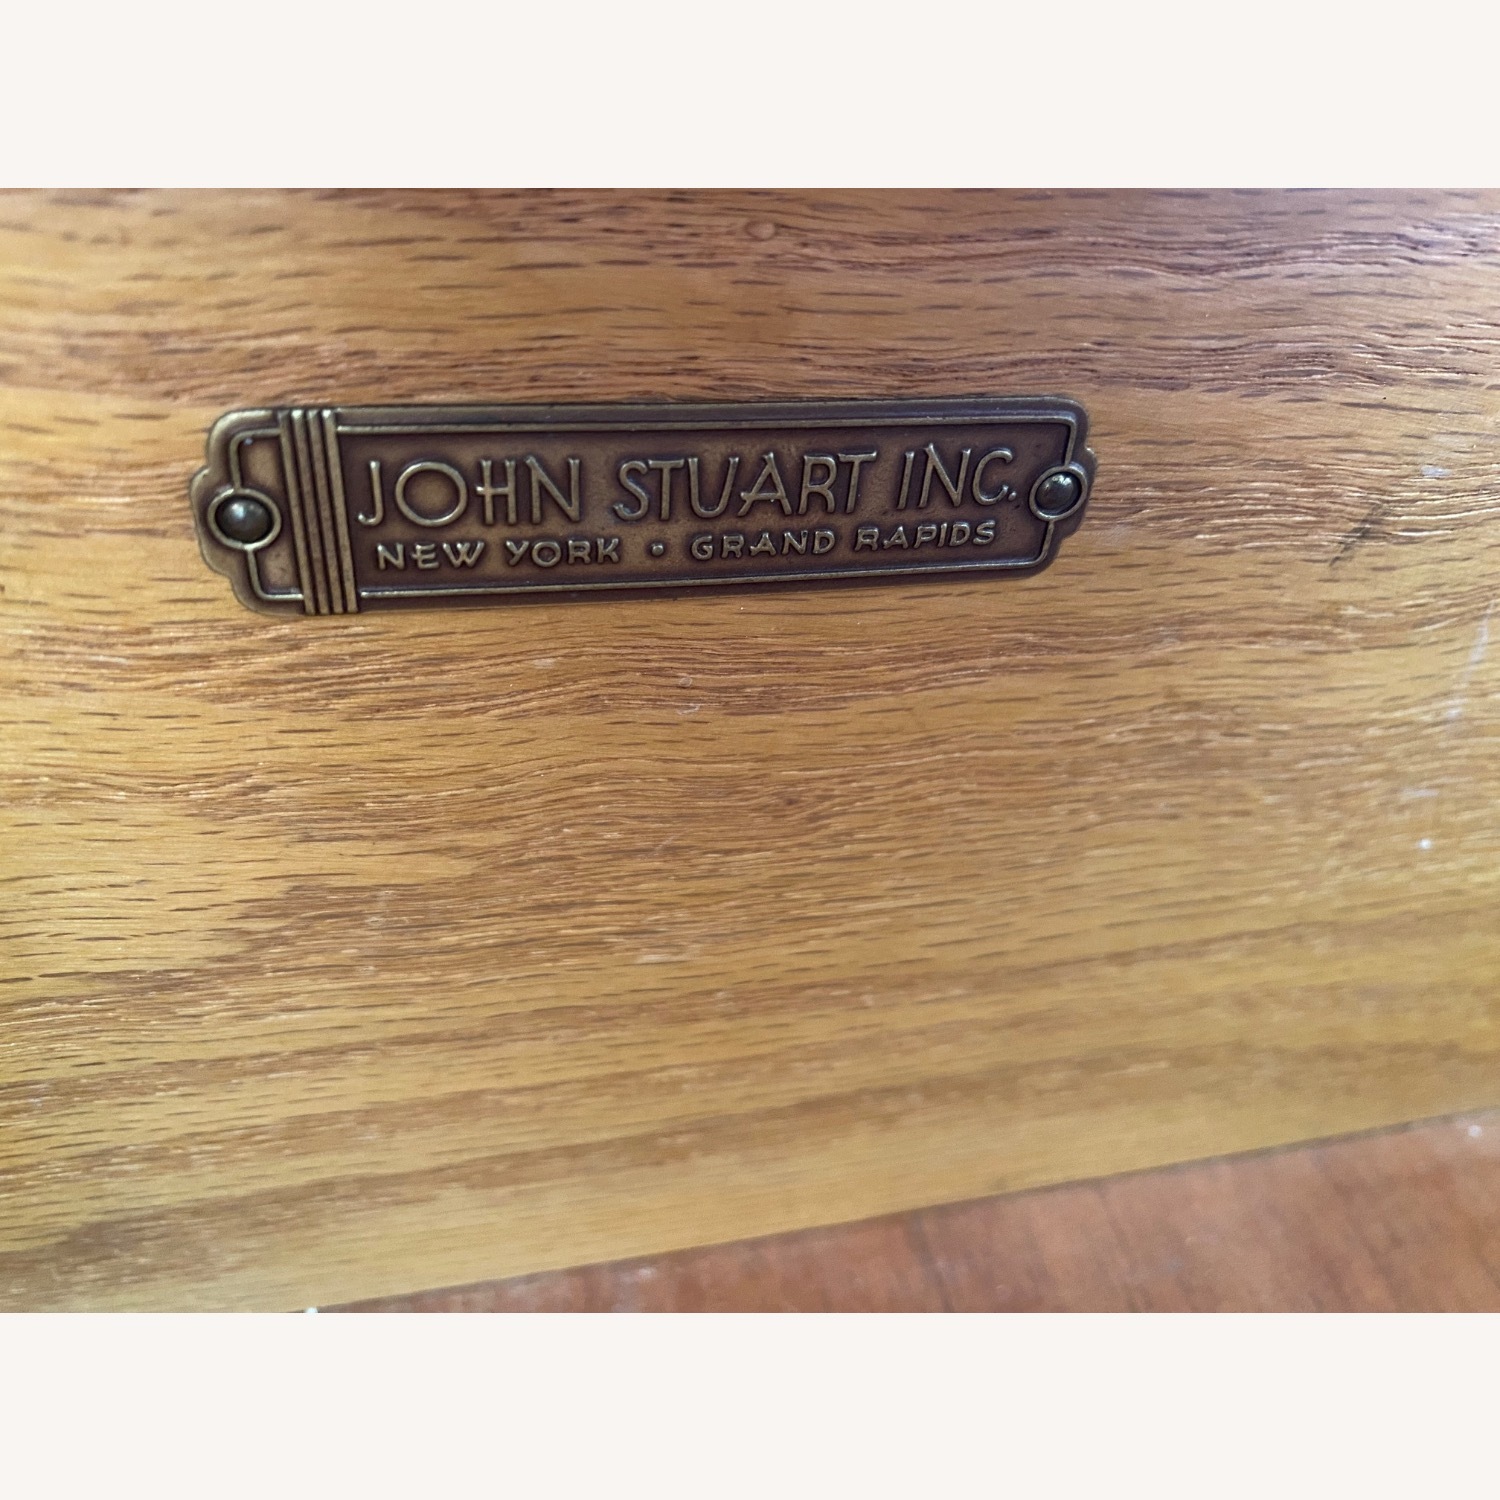 JOHN STUART INC.
NEW YORK • GRAND RAPIDS